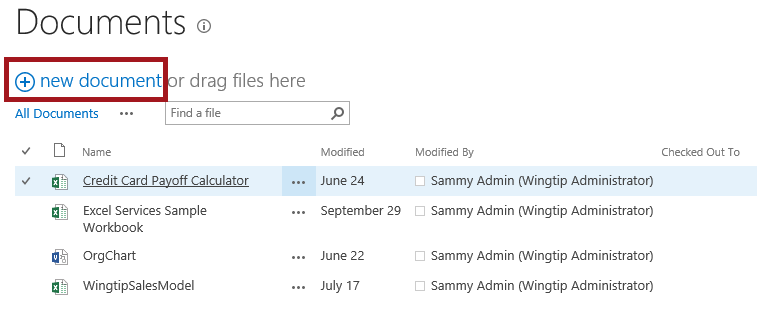 Documents
new document or drag files here
All Documents ... Find a file
Name Modified Modified By Checked Out To
Credit Card Payoff Calculator ... June 24 Sammy Admin (Wingtip Administrator)
Excel Services Sample ... September 29 Sammy Admin (Wingtip Administrator)
Workbook
OrgChart ... June 22 Sammy Admin (Wingtip Administrator)
WingtipSalesModel ... July 17 Sammy Admin (Wingtip Administrator)